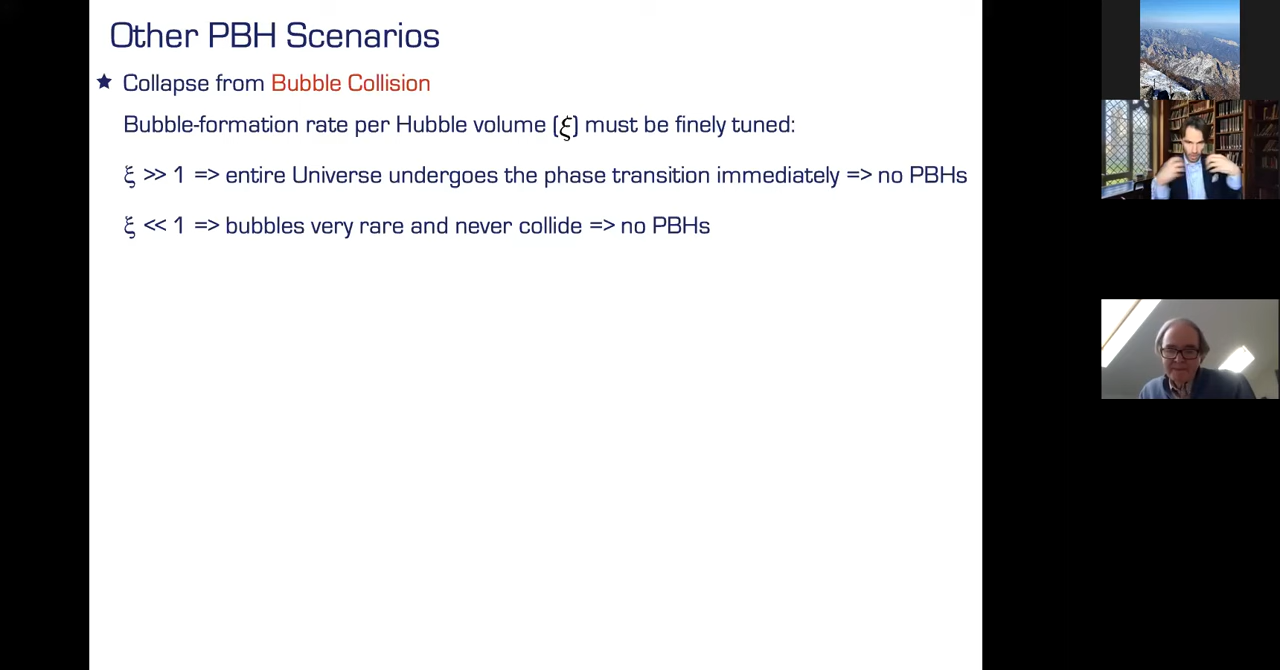 Other PBH Scenarios
★ Collapse from Bubble Collision
Bubble-formation rate per Hubble volume (ξ) must be finely tuned:
ξ >> 1 => entire Universe undergoes the phase transition immediately => no PBHs
ξ << 1 => bubbles very rare and never collide => no PBHs